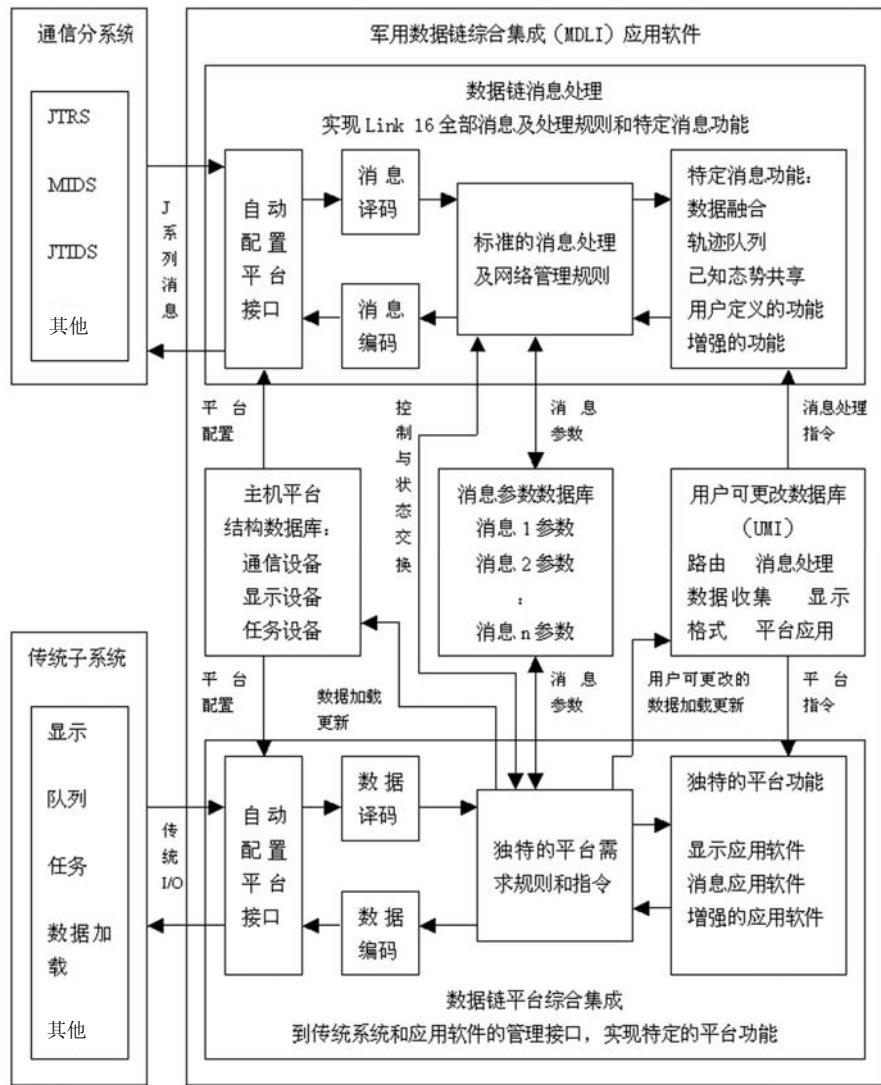 通信分系统
JTRS
MIDS
JTIDS
其他
J
系
列
消
息
军用数据链综合集成（MDLI）应用软件
数据链消息处理
实现 Link 16 全部消息及处理规则和特定消息功能
自动
配置
平台
接口
消息
译码
消息
编码
标准的消息处理
及网络管理规则
特定消息功能：
数据融合
轨迹队列
已知态势共享
用户定义的功能
增强的功能
平台
配置
控
制
与
状
态
交
换
消息
参数
消息处理
指令
主机平台
结构数据库：
通信设备
显示设备
任务设备
消息参数数据库
消息 1 参数
消息 2 参数
：
消息 n 参数
用户可更改数据库
（UMI）
路由 消息处理
数据收集 显示
格式 平台应用
平台
配置
数据加载
更新
消息
参数
用户可更改的
数据加载更新
平台
指令
传统子系统
显示
队列
任务
数据加
载
其他
传
统
I/O
自动
配置
平台
接口
数据
译码
数据
编码
独特的平台需
求规则和指令
独特的平台功能
显示应用软件
消息应用软件
增强的应用软件
数据链平台综合集成
到传统系统和应用软件的管理接口，实现特定的平台功能